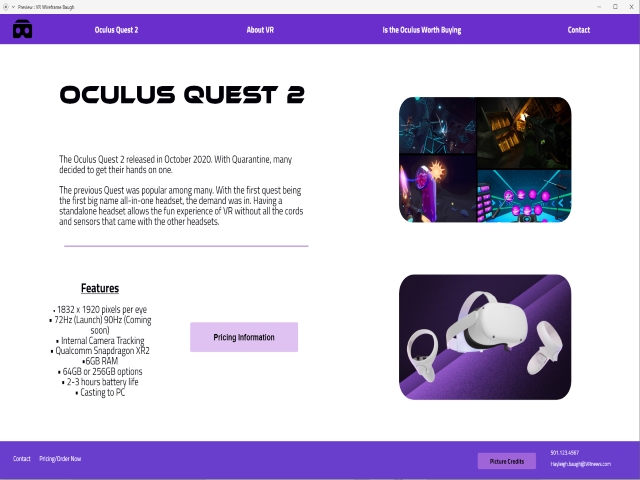 Preview : VR Wireframe Baugh
Oculus Quest 2
About VR
Is the Oculus Worth Buying
Contact
OCULUS QUEST 2
The Oculus Quest 2 released in October 2020. With Quarantine, many
decided to get their hands on one.
The previous Quest was popular among many. With the first quest being
the first big name all-in-one headset, the demand was in. Having a
standalone headset allows the fun experience of VR without all the cords
and sensors that came with the other headsets.
Features
• 1832 x 1920 pixels per eye
• 72Hz (Launch) 90Hz (Coming
soon)
• Internal Camera Tracking
• Qualcomm Snapdragon XR2
•6GB RAM
• 64GB or 256GB options
• 2-3 hours battery life
• Casting to PC
Pricing Information
Contact
Pricing/Order Now
Picture Credits
501.123.4567
Hayleigh.baugh@VRnews.com